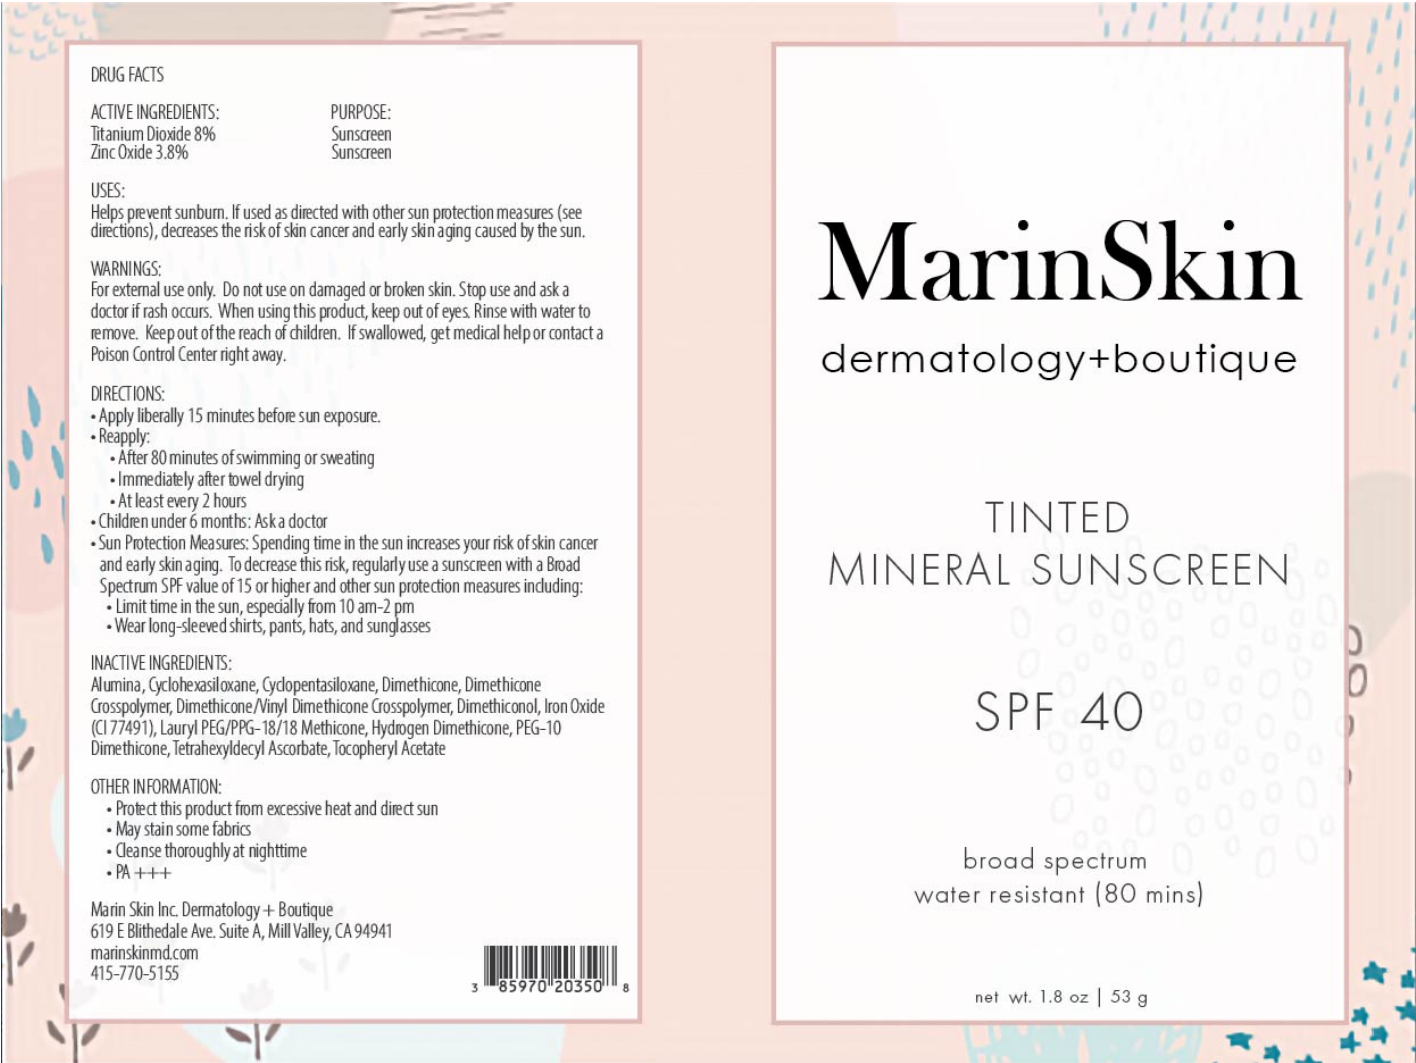 DRUG FACTS
ACTIVE INGREDIENTS: PURPOSE:
Titanium Dioxide 8% Sunscreen
Zinc Oxide 3.8% Sunscreen
USES:
Helps prevent sunburn. If used as directed with other sun protection measures (see
directions), decreases the risk of skin cancer and early skin aging caused by the sun.
WARNINGS:
For external use only. Do not use on damaged or broken skin. Stop use and ask a
doctor if rash occurs. When using this product, keep out of eyes. Rinse with water to
remove. Keep out of the reach of children. If swallowed, get medical help or contact a
Poison Control Center right away.
DIRECTIONS:
• Apply liberally 15 minutes before sun exposure.
• Reapply:
• After 80 minutes of swimming or sweating
• Immediately after towel drying
• At least every 2 hours
• Children under 6 months: Ask a doctor
• Sun Protection Measures: Spending time in the sun increases your risk of skin cancer
and early skin aging. To decrease this risk, regularly use a sunscreen with a Broad
Spectrum SPF value of 15 or higher and other sun protection measures including:
• Limit time in the sun, especially from 10 am-2 pm
• Wear long-sleeved shirts, pants, hats, and sunglasses
INACTIVE INGREDIENTS:
Alumina, Cyclohexasiloxane, Cyclopentasiloxane, Dimethicone, Dimethicone
Crosspolymer, Dimethicone/Vinyl Dimethicone Crosspolymer, Dimethiconol, Iron Oxide
(CI 77491), Lauryl PEG/PPG-18/18 Methicone, Hydrogen Dimethicone, PEG-10
Dimethicone, Tetrahexyldecyl Ascorbate, Tocopheryl Acetate
OTHER INFORMATION:
• Protect this product from excessive heat and direct sun
• May stain some fabrics
• Cleanse thoroughly at nighttime
• PA +++
Marin Skin Inc. Dermatology + Boutique
619 E Blithedale Ave. Suite A, Mill Valley, CA 94941
marinskinmd.com
415-770-5155
3 85970 20350 8
MarinSkin
dermatology+boutique
TINTED
MINERAL SUNSCREEN
SPF 40
broad spectrum
water resistant (80 mins)
net wt. 1.8 oz | 53 g